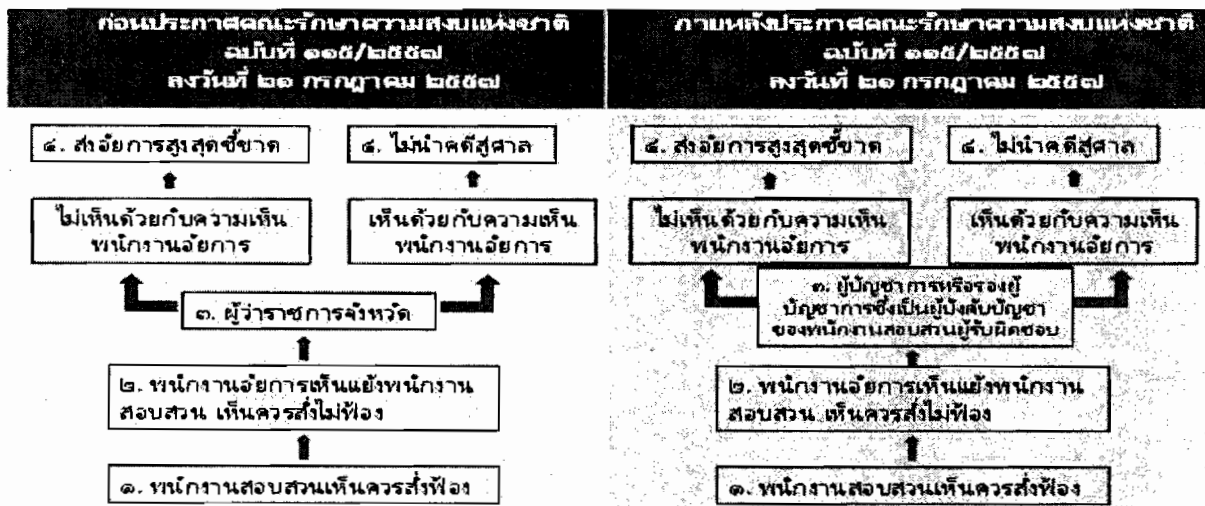 ก่อนประกาศคณะรักษาความสงบแห่งชาติ
ฉบับที่ ๑๑๕/๒๕๕๗
ลงวันที่ ๒๑ กรกฎาคม ๒๕๕๗
๔. ส่งอัยการสูงสุดชี้ขาด
๔. ไม่นำคดีสู่ศาล
ไม่เห็นด้วยกับความเห็น
พนักงานอัยการ
เห็นด้วยกับความเห็น
พนักงานอัยการ
๓. ผู้ว่าราชการจังหวัด
๒. พนักงานอัยการเห็นแย้งพนักงาน
สอบสวน เห็นควรสั่งไม่ฟ้อง
๑. พนักงานสอบสวนเห็นควรสั่งฟ้อง
ภายหลังประกาศคณะรักษาความสงบแห่งชาติ
ฉบับที่ ๑๑๕/๒๕๕๗
ลงวันที่ ๒๑ กรกฎาคม ๒๕๕๗
๔. ส่งอัยการสูงสุดชี้ขาด
๔. ไม่นำคดีสู่ศาล
ไม่เห็นด้วยกับความเห็น
พนักงานอัยการ
เห็นด้วยกับความเห็น
พนักงานอัยการ
๓. ผู้บัญชาการหรือรองผู้
บัญชาการซึ่งเป็นผู้บังคับบัญชา
ของพนักงานสอบสวนผู้รับผิดชอบ
๒. พนักงานอัยการเห็นแย้งพนักงาน
สอบสวน เห็นควรสั่งไม่ฟ้อง
๑. พนักงานสอบสวนเห็นควรสั่งฟ้อง